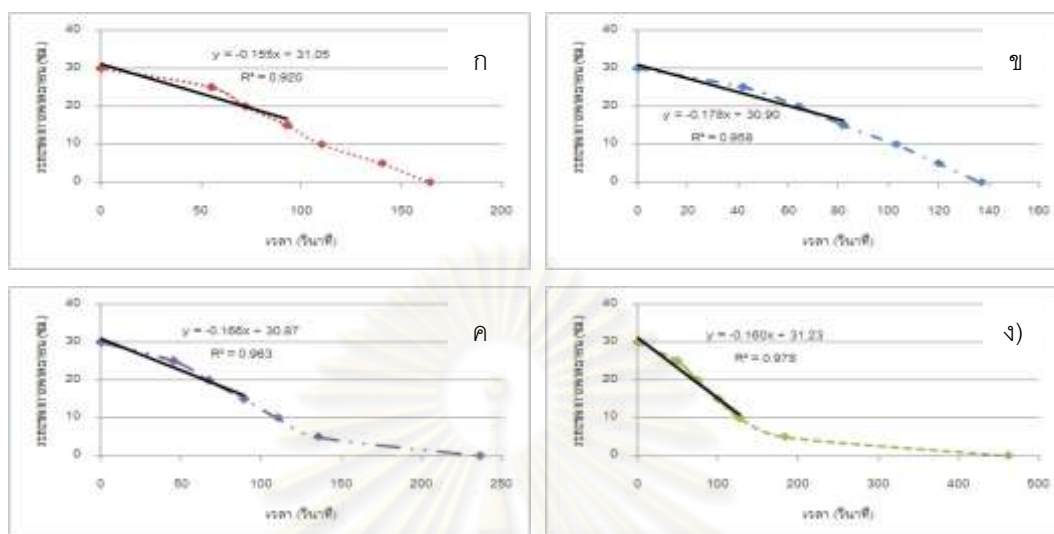 40
30
20
10
0
y = -0.155x + 31.05
R² = 0.920
ก
0 50 100 150 200
เวลา (วินาที)
40
30
20
10
0
y = -0.178x + 30.90
R² = 0.958
ข
0 20 40 60 80 100 120 140 160
เวลา (วินาที)
40
30
20
10
0
y = -0.166x + 30.87
R² = 0.963
ค
0 50 100 150 200 250
เวลา (วินาที)
40
30
20
10
0
y = -0.160x + 31.23
R² = 0.978
ง)
0 100 200 300 400 500
เวลา (วินาที)